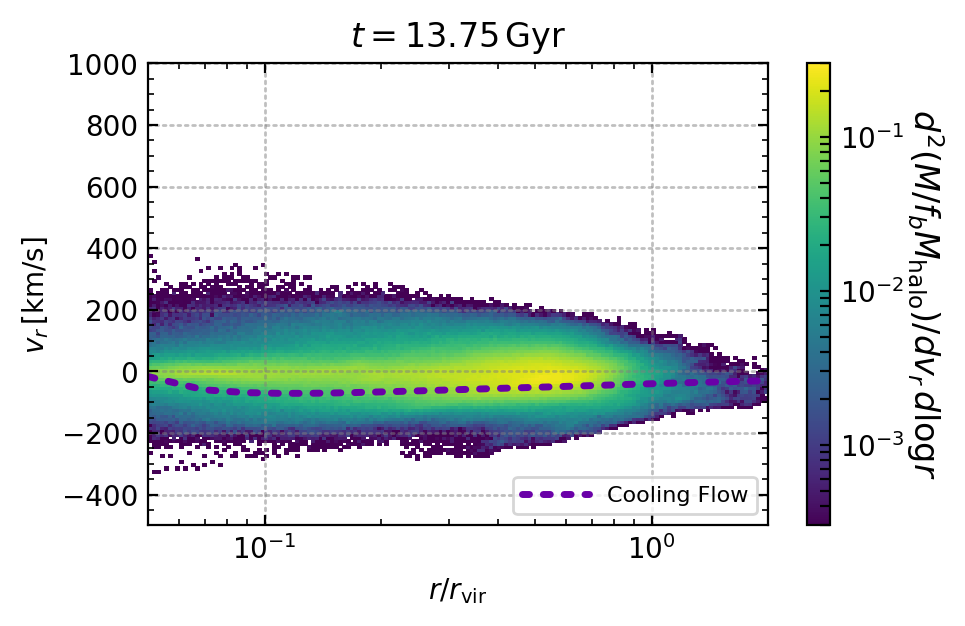 t = 13.75 Gyr
1000
800
600
400
200
0
−200
−400
v_r [km/s]
10^{-1}
10^{0}
r/r_vir
Cooling Flow
10^{-1}
10^{-2}
10^{-3}
d^2(M/f_b M_halo)/dv_r dlogr